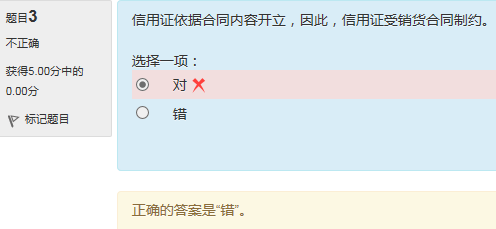 题目3
不正确
获得5.00分中的
0.00分
标记题目
信用证依据合同内容开立，因此，信用证受销货合同制约。
选择一项：
对
错
正确的答案是“错”。